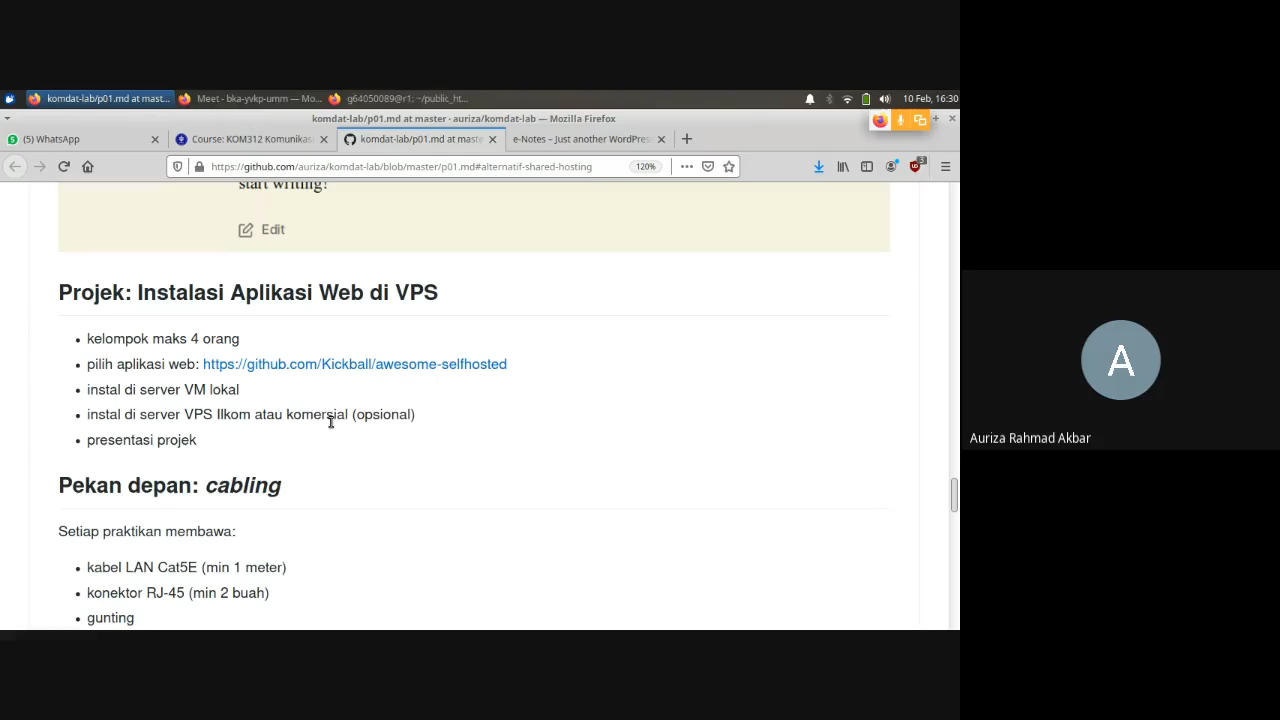 komdat-lab/p01.md at mast...
Meet - bka-yvkp-umm — Mo...
g64050089@r1: ~/public_ht...
10 Feb, 16:30
komdat-lab/p01.md at master · auriza/komdat-lab — Mozilla Firefox
(5) WhatsApp
Course: KOM312 Komunikas
komdat-lab/p01.md at maste
e-Notes – Just another WordPres
https://github.com/auriza/komdat-lab/blob/master/p01.md#alternatif-shared-hosting
120%
start writing!
Edit
Projek: Instalasi Aplikasi Web di VPS
kelompok maks 4 orang
pilih aplikasi web: https://github.com/Kickball/awesome-selfhosted
instal di server VM lokal
instal di server VPS Ilkom atau komersial (opsional)
presentasi projek
Pekan depan: cabling
Setiap praktikan membawa:
kabel LAN Cat5E (min 1 meter)
konektor RJ-45 (min 2 buah)
gunting
A
Auriza Rahmad Akbar